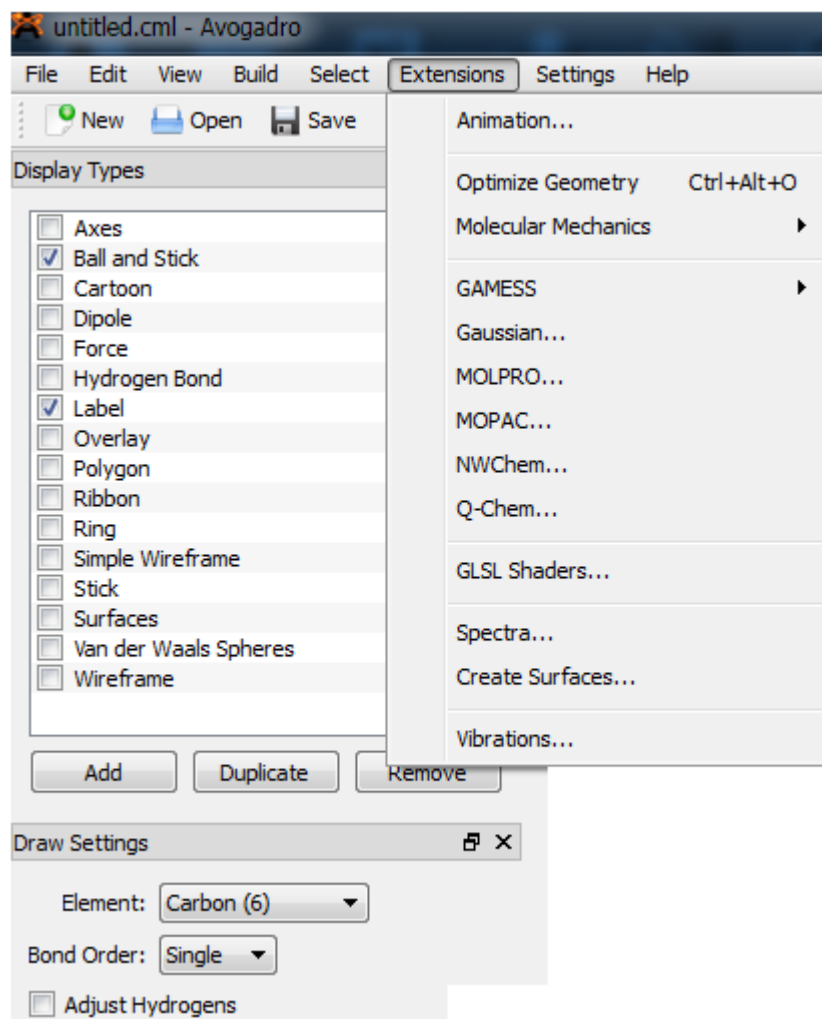 untitled.cml - Avogadro
File Edit View Build Select Extensions Settings Help
New Open Save
Display Types
Axes
Ball and Stick
Cartoon
Dipole
Force
Hydrogen Bond
Label
Overlay
Polygon
Ribbon
Ring
Simple Wireframe
Stick
Surfaces
Van der Waals Spheres
Wireframe
Add Duplicate Remove
Animation...
Optimize Geometry Ctrl+Alt+O
Molecular Mechanics
GAMESS
Gaussian...
MOLPRO...
MOPAC...
NWChem...
Q-Chem...
GLSL Shaders...
Spectra...
Create Surfaces...
Vibrations...
Draw Settings
Element: Carbon (6)
Bond Order: Single
Adjust Hydrogens